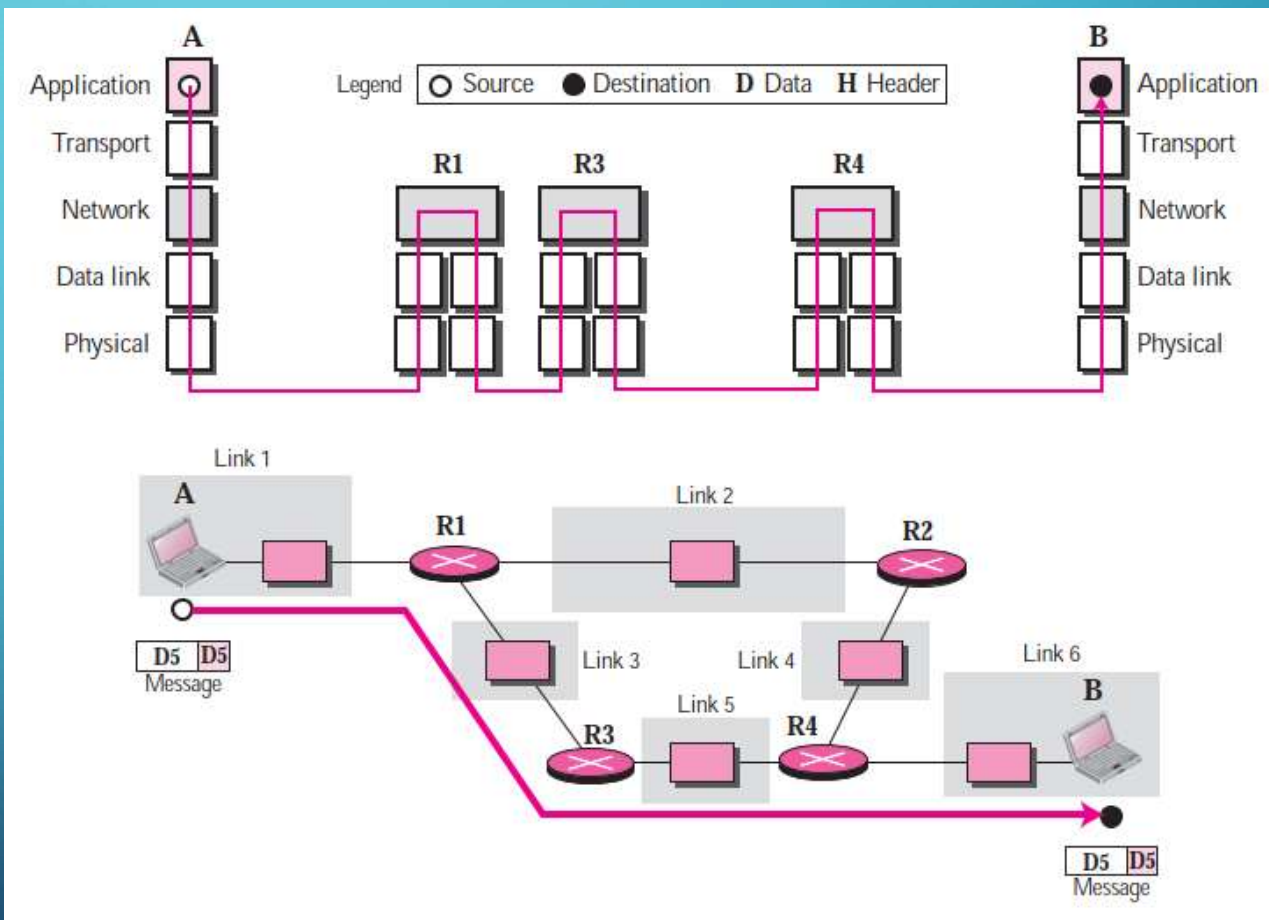 A B
Application Legend Source Destination D Data H Header Application
Transport Transport
R1 R3 R4
Network Network
Data link Data link
Physical Physical
Link 1
A Link 2
R1 R2
D5 D5 Link 3 Link 4 Link 6
Message Link 5 B
R3 R4
D5 D5
Message